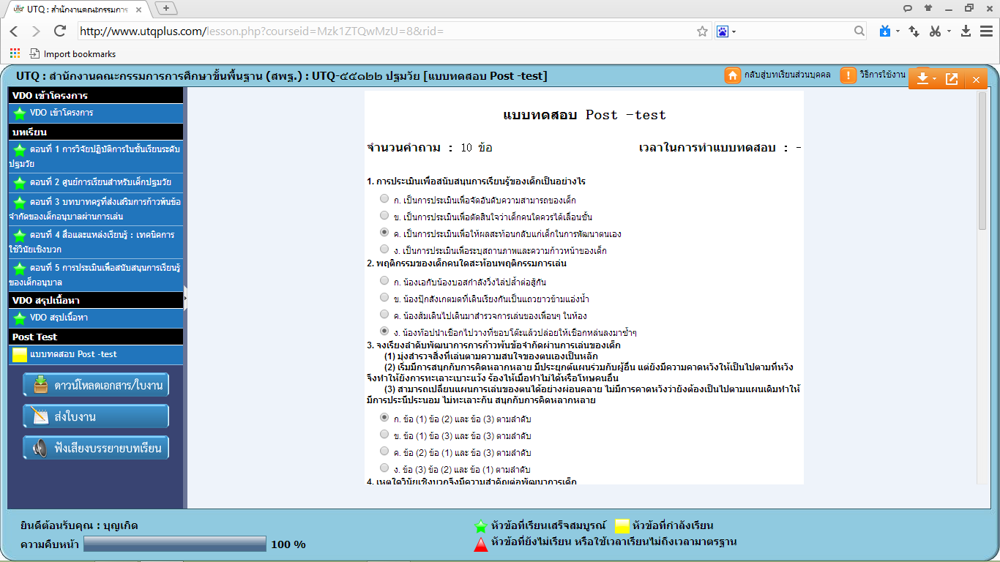 UTQ : สำนักงานคณะกรรมการ
http://www.utqplus.com/lesson.php?courseid=Mzk1ZTQwMzU=8&rid=
Import bookmarks
UTQ : สำนักงานคณะกรรมการการศึกษาขั้นพื้นฐาน (สพฐ.) : UTQ-๕๕๑๒๒ ปฐมวัย [แบบทดสอบ Post -test]
กลับสู่บทเรียนส่วนบุคคล
วิธีการใช้งาน
VDO เข้าโครงการ
VDO เข้าโครงการ
บทเรียน
ตอนที่ 1 การวิจัยปฏิบัติการในชั้นเรียนระดับ
ปฐมวัย
ตอนที่ 2 ศูนย์การเรียนสำหรับเด็กปฐมวัย
ตอนที่ 3 บทบาทครูที่ส่งเสริมการก้าวพ้นข้อ
จำกัดของเด็กอนุบาลผ่านการเล่น
ตอนที่ 4 สื่อและแหล่งเรียนรู้ : เทคนิคการ
ใช้วินัยเชิงบวก
ตอนที่ 5 การประเมินเพื่อสนับสนุนการเรียนรู้
ของเด็กอนุบาล
VDO สรุปเนื้อหา
VDO สรุปเนื้อหา
Post Test
แบบทดสอบ Post -test
ดาวน์โหลดเอกสาร/ใบงาน
ส่งใบงาน
ฟังเสียงบรรยายบทเรียน
แบบทดสอบ Post -test
จำนวนคำถาม : 10 ข้อ เวลาในการทำแบบทดสอบ : -
1. การประเมินเพื่อสนับสนุนการเรียนรู้ของเด็กเป็นอย่างไร
ก. เป็นการประเมินเพื่อจัดอันดับความสามารถของเด็ก
ข. เป็นการประเมินเพื่อตัดสินใจว่าเด็กคนใดควรได้เลื่อนชั้น
ค. เป็นการประเมินเพื่อให้ผลสะท้อนกลับแก่เด็กในการพัฒนาตนเอง
ง. เป็นการประเมินเพื่อระบุสถานภาพและความก้าวหน้าของเด็ก
2. พฤติกรรมของเด็กคนใดสะท้อนพฤติกรรมการเล่น
ก. น้องเอกับน้องบอสกำลังวิ่งไล่ปล้ำต่อสู้กัน
ข. น้องปุ๊กสังเกตมดที่เดินเรียงกันเป็นแถวยาวข้ามแอ่งน้ำ
ค. น้องส้มเดินไปเดินมาสำรวจการเล่นของเพื่อนๆ ในห้อง
ง. น้องท๊อปนำเชือกไปวางที่ขอบโต๊ะแล้วปล่อยให้เชือกหล่นลงมาซ้ำๆ
3. จงเรียงลำดับพัฒนาการการก้าวพ้นข้อจำกัดผ่านการเล่นของเด็ก
(1) มุ่งสำรวจสิ่งที่เล่นตามความสนใจของตนเองเป็นหลัก
(2) เริ่มมีการสนุกกับการคิดหลากหลาย มีประยุกต์แผนร่วมกับผู้อื่น แต่ยังมีความคาดหวังให้เป็นไปตามที่หวัง
จึงทำให้ยังการทะเลาะเบาะแว้ง ร้องไห้เมื่อทำไม่ได้หรือโทษคนอื่น
(3) สามารถเปลี่ยนแผนการเล่นของตนได้อย่างผ่อนคลาย ไม่มีการคาดหวังว่ายังต้องเป็นไปตามแผนเดิมทำให้
มีการประนีประนอม ไม่ทะเลาะกัน สนุกกับการคิดหลากหลาย
ก. ข้อ (1) ข้อ (2) และ ข้อ (3) ตามลำดับ
ข. ข้อ (1) ข้อ (3) และ ข้อ (3) ตามลำดับ
ค. ข้อ (2) ข้อ (1) และ ข้อ (3) ตามลำดับ
ง. ข้อ (3) ข้อ (2) และ ข้อ (1) ตามลำดับ
4. เหตุใดวินัยเชิงบวกจึงมีความสำคัญต่อพัฒนาการเด็ก
ยินดีต้อนรับคุณ : บุญเกิด
ความคืบหน้า 100 %
หัวข้อที่เรียนเสร็จสมบูรณ์ หัวข้อที่กำลังเรียน
หัวข้อที่ยังไม่เรียน หรือใช้เวลาเรียนไม่ถึงเวลามาตรฐาน